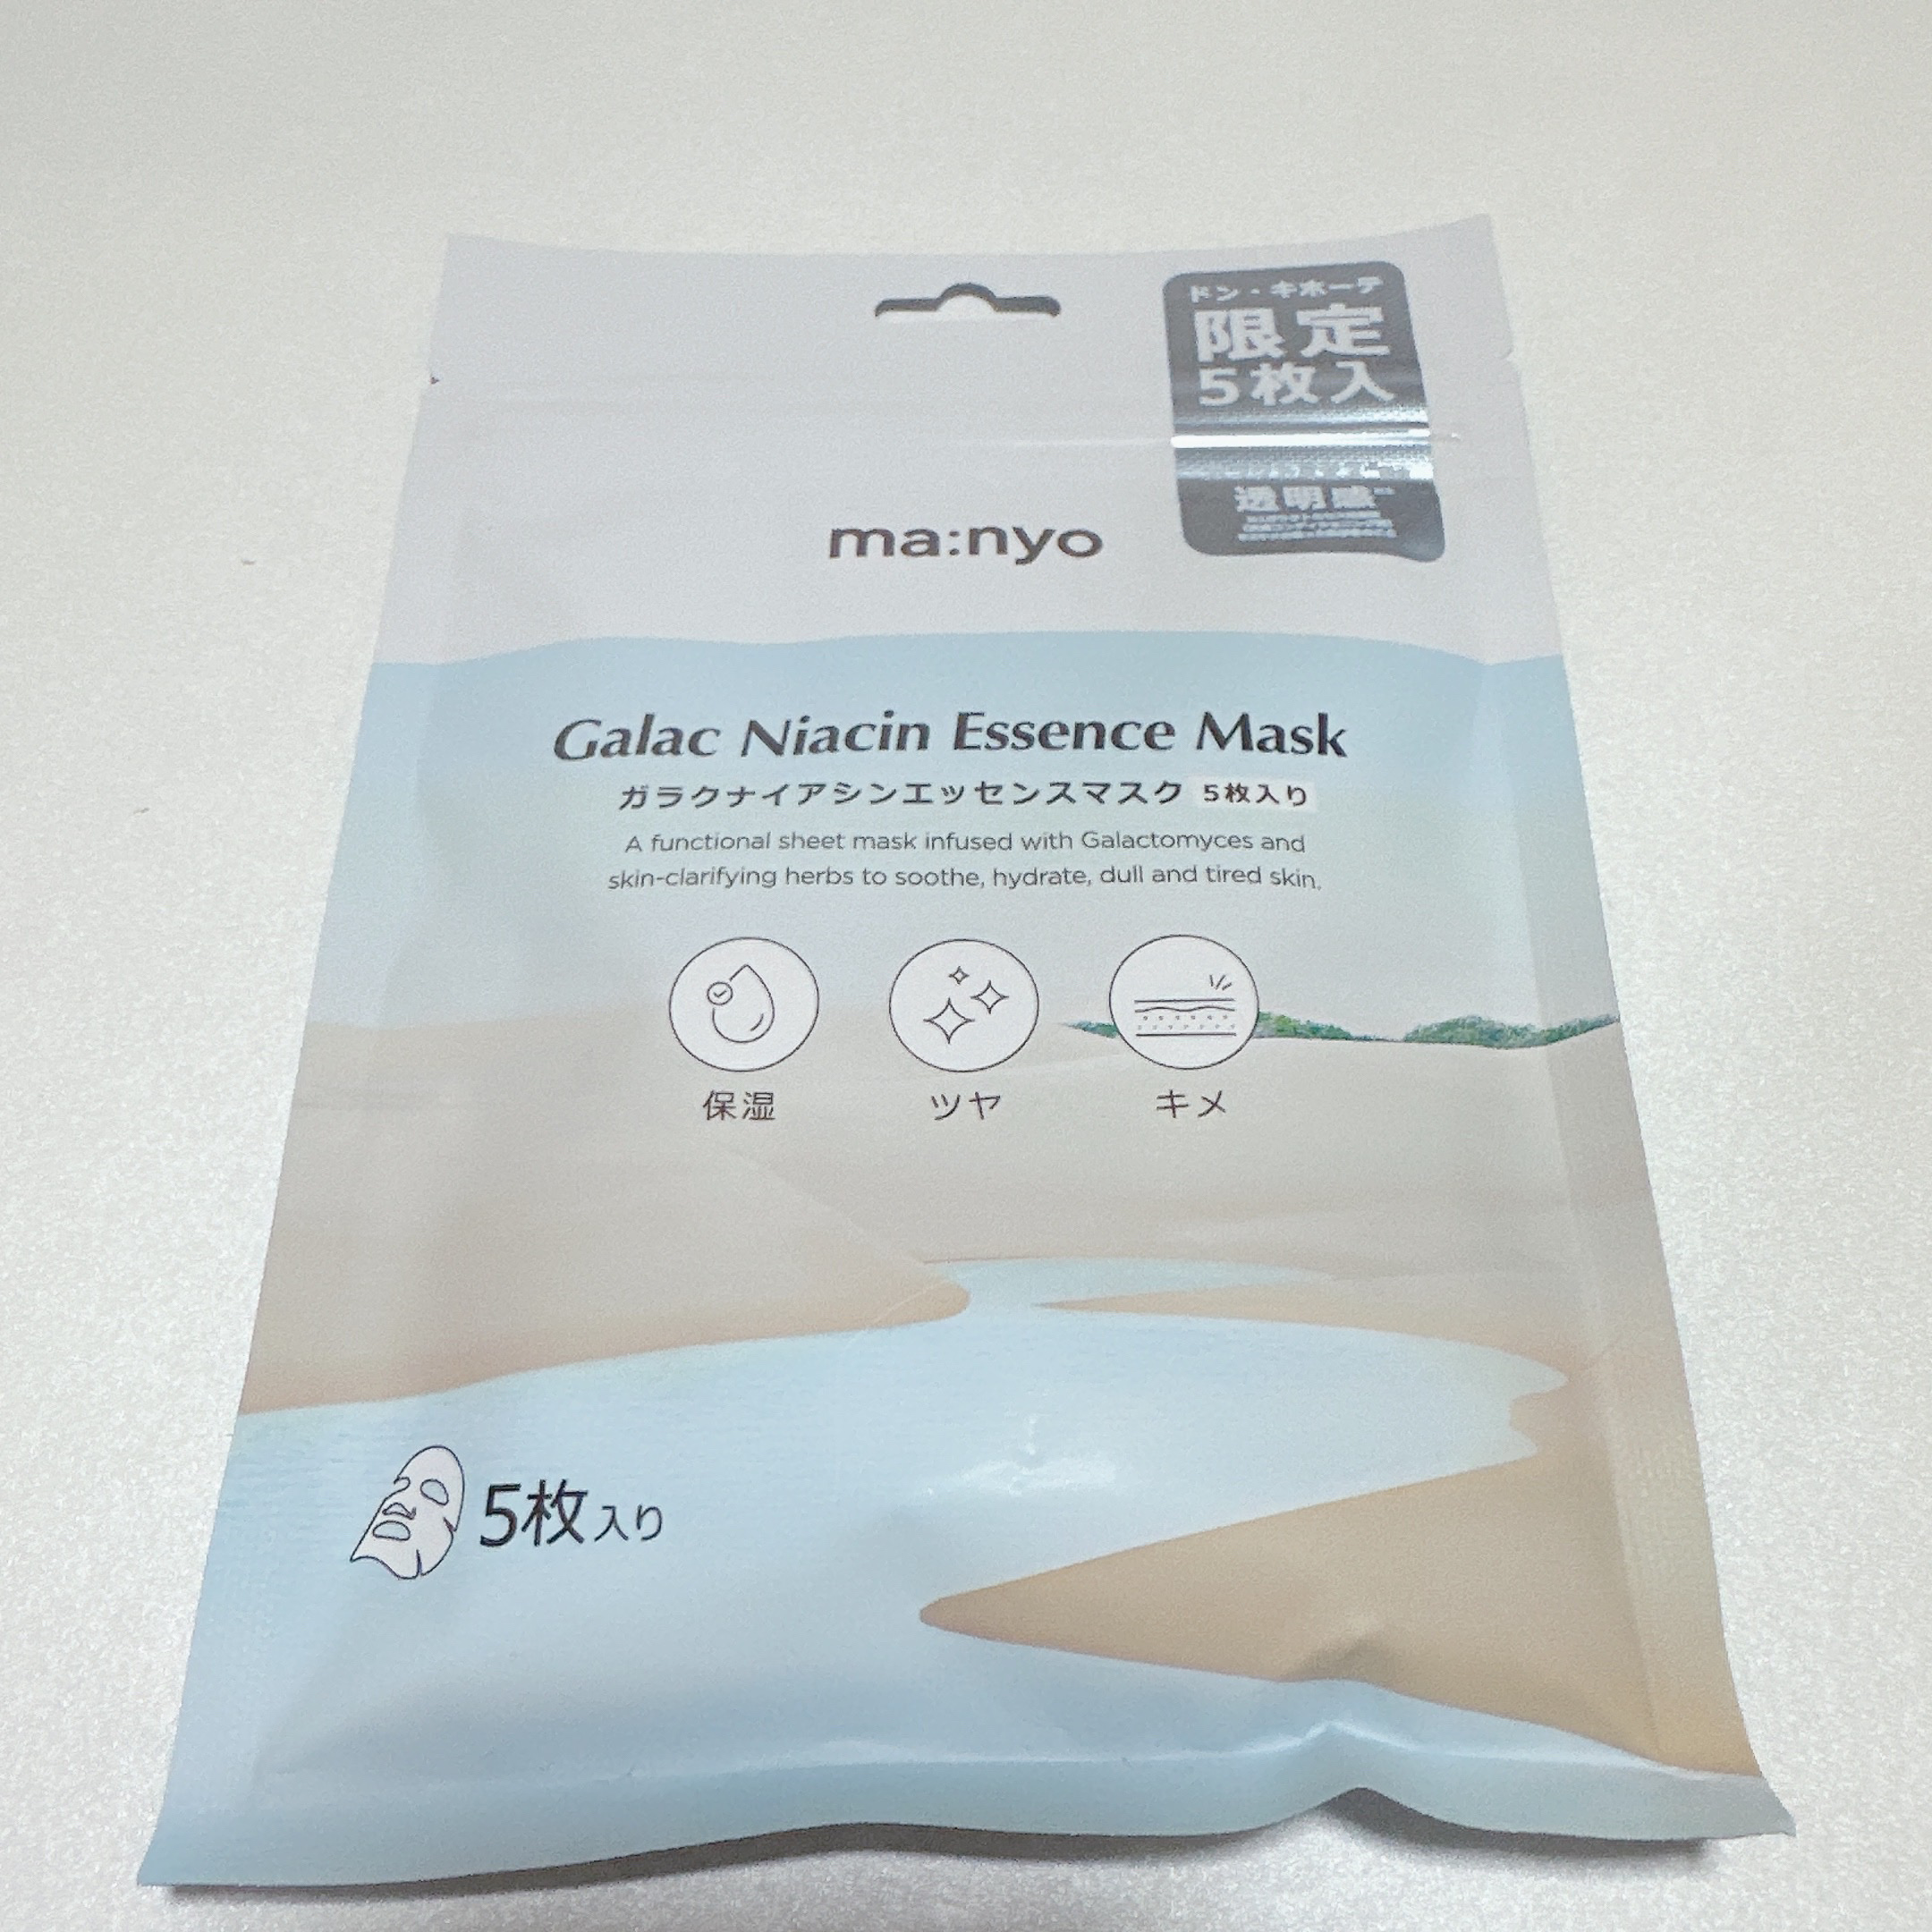 ドン・キホーテ
限定
5枚入
透明感
ma:nyo
Galac Niacin Essence Mask
ガラクナイアシンエッセンスマスク 5枚入り
A functional sheet mask infused with Galactomyces and
skin-clarifying herbs to soothe, hydrate, dull and tired skin.
保湿 ツヤ キメ
5枚入り